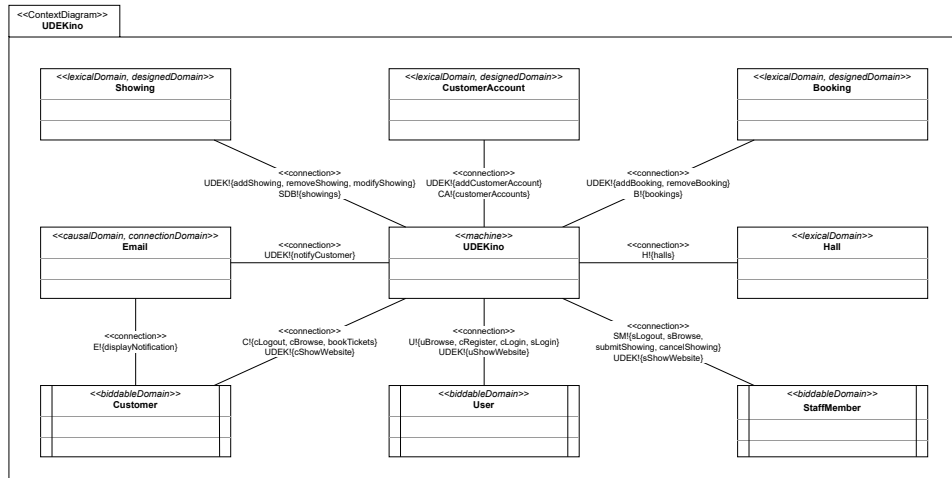 <<ContextDiagram>>
UDEKino
<<lexicalDomain, designedDomain>>
Showing
<<lexicalDomain, designedDomain>>
CustomerAccount
<<lexicalDomain, designedDomain>>
Booking
<<connection>>
UDEK!{addShowing, removeShowing, modifyShowing}
SDB!{showings}
<<connection>>
UDEK!{addCustomerAccount}
CA!{customerAccounts}
<<connection>>
UDEK!{addBooking, removeBooking}
B!{bookings}
<<causalDomain, connectionDomain>>
Email
<<connection>>
UDEK!{notifyCustomer}
<<machine>>
UDEKino
<<connection>>
H!{halls}
<<lexicalDomain>>
Hall
<<connection>>
E!{displayNotification}
<<connection>>
C!{cLogout, cBrowse, bookTickets}
UDEK!{cShowWebsite}
<<connection>>
U!{uBrowse, cRegister, cLogin, sLogin}
UDEK!{uShowWebsite}
<<connection>>
SM!{sLogout, sBrowse,
submitShowing, cancelShowing}
UDEK!{sShowWebsite}
<<biddableDomain>>
Customer
<<biddableDomain>>
User
<<biddableDomain>>
StaffMember